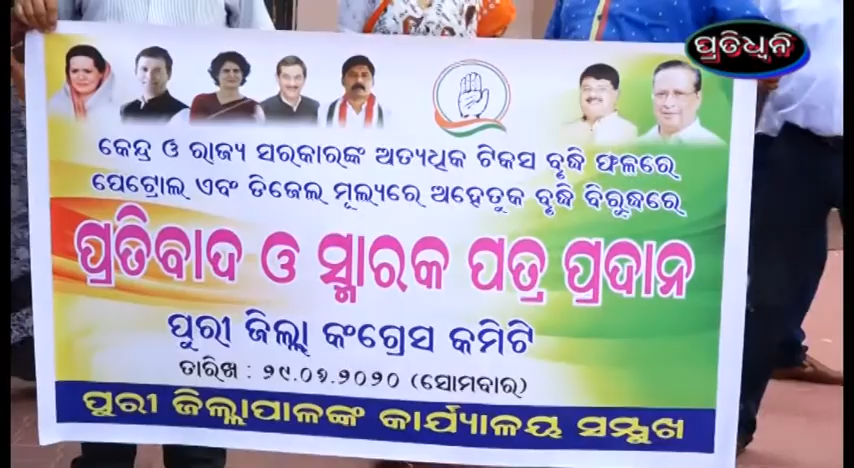 ପ୍ରତିଧ୍ୱନି
କେନ୍ଦ୍ର ଓ ରାଜ୍ୟ ସରକାରଙ୍କ ଅତ୍ୟଧିକ ଟିକସ ବୃଦ୍ଧି ଫଳରେ
ପେଟ୍ରୋଲ୍ ଏବଂ ଡିଜେଲ୍ ମୂଲ୍ୟରେ ଅହେତୁକ ବୃଦ୍ଧି ବିରୁଦ୍ଧରେ
ପ୍ରତିବାଦ ଓ ସ୍ମାରକ ପତ୍ର ପ୍ରଦାନ
ପୁରୀ ଜିଲ୍ଲା କଂଗ୍ରେସ କମିଟି
ତାରିଖ : ୨୯.୦୬.୨୦୨୦ (ସୋମବାର)
ପୁରୀ ଜିଲ୍ଲାପାଳଙ୍କ କାର୍ଯ୍ୟାଳୟ ସମ୍ମୁଖ